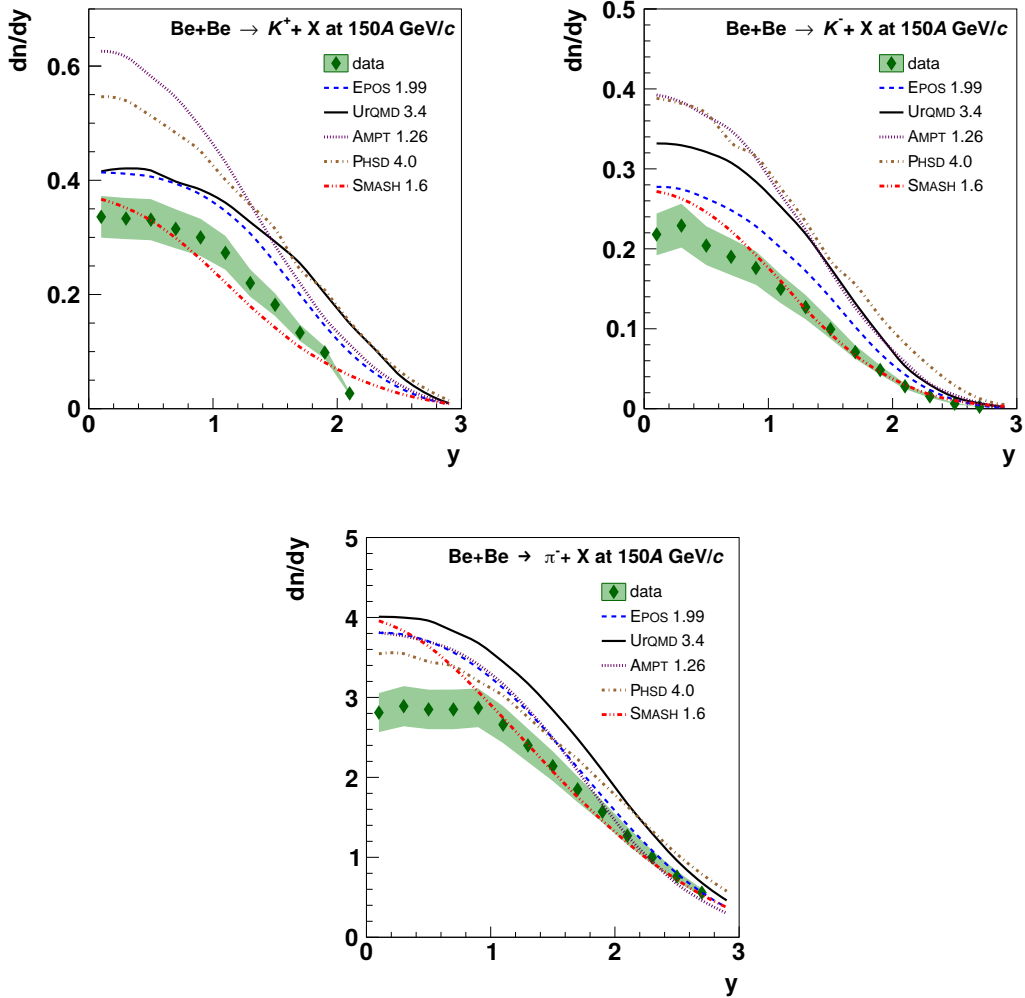 dn/dy
Be+Be → K⁺+ X at 150A GeV/c
data
EPOS 1.99
URQMD 3.4
AMPT 1.26
PHSD 4.0
SMASH 1.6
0.6
0.4
0.2
0
0 1 2 3
y
dn/dy
Be+Be → K⁻+ X at 150A GeV/c
data
EPOS 1.99
URQMD 3.4
AMPT 1.26
PHSD 4.0
SMASH 1.6
0.5
0.4
0.3
0.2
0.1
0
0 1 2 3
y
dn/dy
Be+Be → π⁻+ X at 150A GeV/c
data
EPOS 1.99
URQMD 3.4
AMPT 1.26
PHSD 4.0
SMASH 1.6
5
4
3
2
1
0
0 1 2 3
y